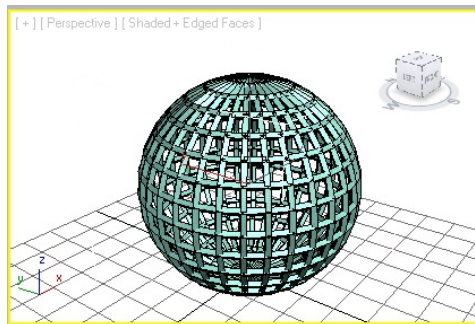 [ + ] [ Perspective ] [ Shaded + Edged Faces ]
z
y
x